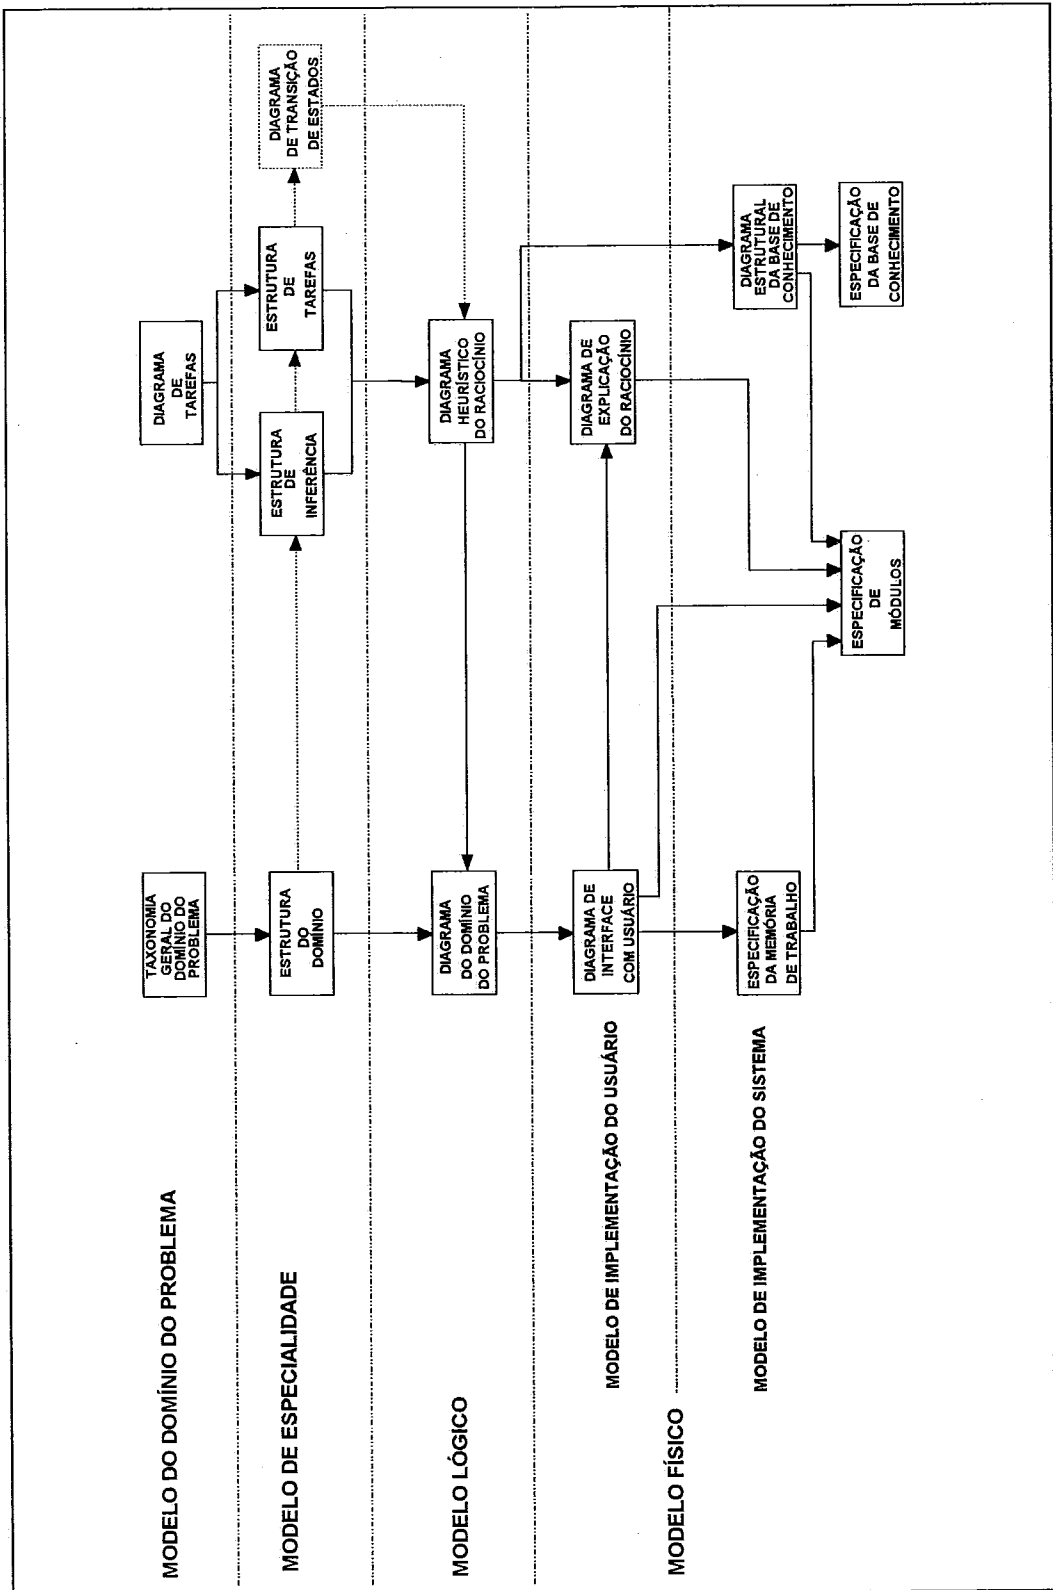 MODELO DO DOMÍNIO DO PROBLEMA
TAXONOMIA
GERAL DO
DOMÍNIO DO
PROBLEMA
DIAGRAMA
DE
TAREFAS
MODELO DE ESPECIALIDADE
ESTRUTURA
DO
DOMÍNIO
ESTRUTURA
DE
INFERÊNCIA
ESTRUTURA
DE
TAREFAS
DIAGRAMA
DE TRANSIÇÃO
DE ESTADOS
MODELO LÓGICO
DIAGRAMA
DO DOMÍNIO
DO PROBLEMA
DIAGRAMA
HEURÍSTICO
DO RACIOCÍNIO
MODELO DE IMPLEMENTAÇÃO DO USUÁRIO
DIAGRAMA DE
INTERFACE
COM USUÁRIO
DIAGRAMA DE
EXPLICAÇÃO
DO RACIOCÍNIO
MODELO FÍSICO
MODELO DE IMPLEMENTAÇÃO DO SISTEMA
ESPECIFICAÇÃO
DA MEMÓRIA
DE TRABALHO
DIAGRAMA
ESTRUTURAL
DA BASE DE
CONHECIMENTO
ESPECIFICAÇÃO
DE
MÓDULOS
ESPECIFICAÇÃO
DA BASE DE
CONHECIMENTO